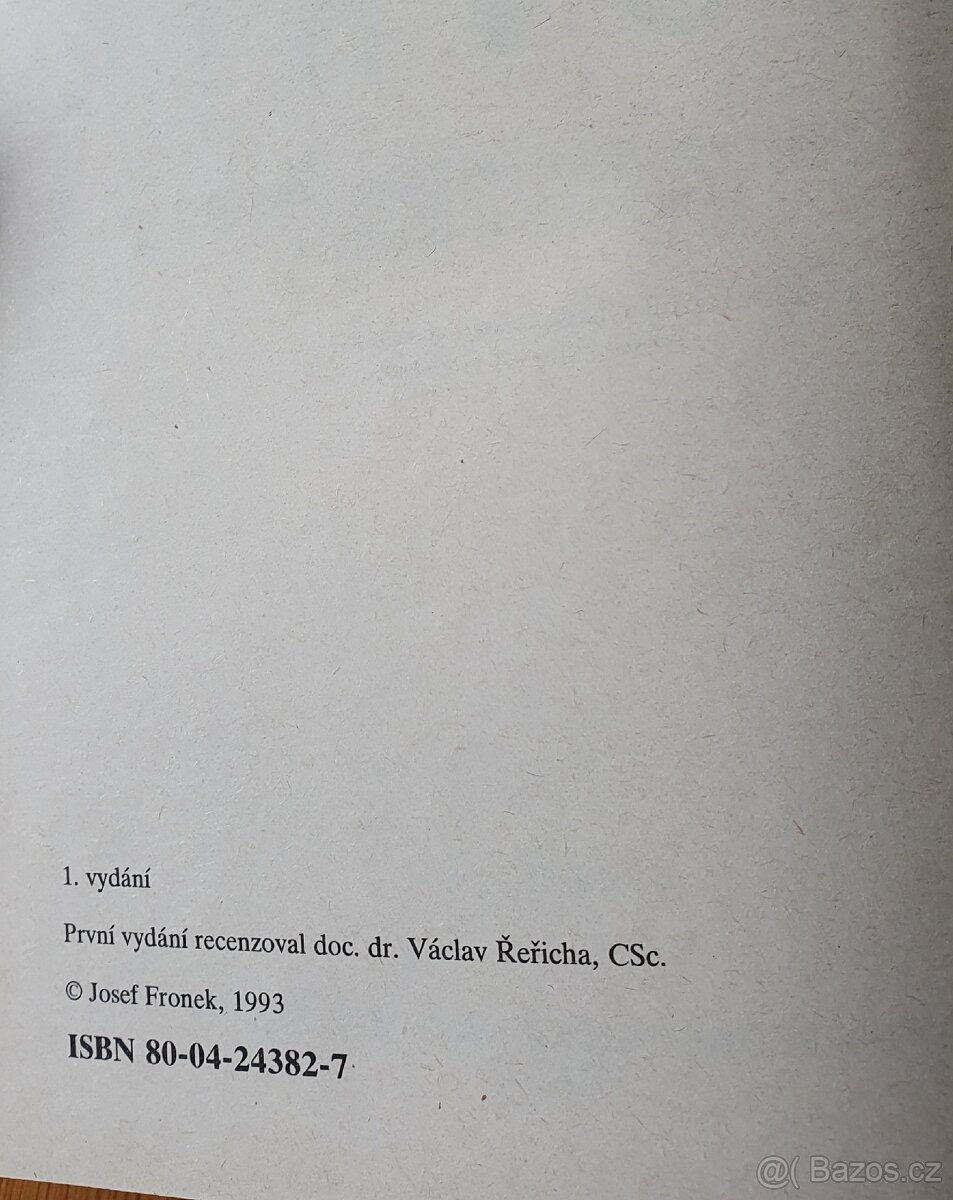 1. vydání
První vydání recenzoval doc. dr. Václav Řeřicha, CSc.
© Josef Fronek, 1993
ISBN 80-04-24382-7
@( Bazos.cz